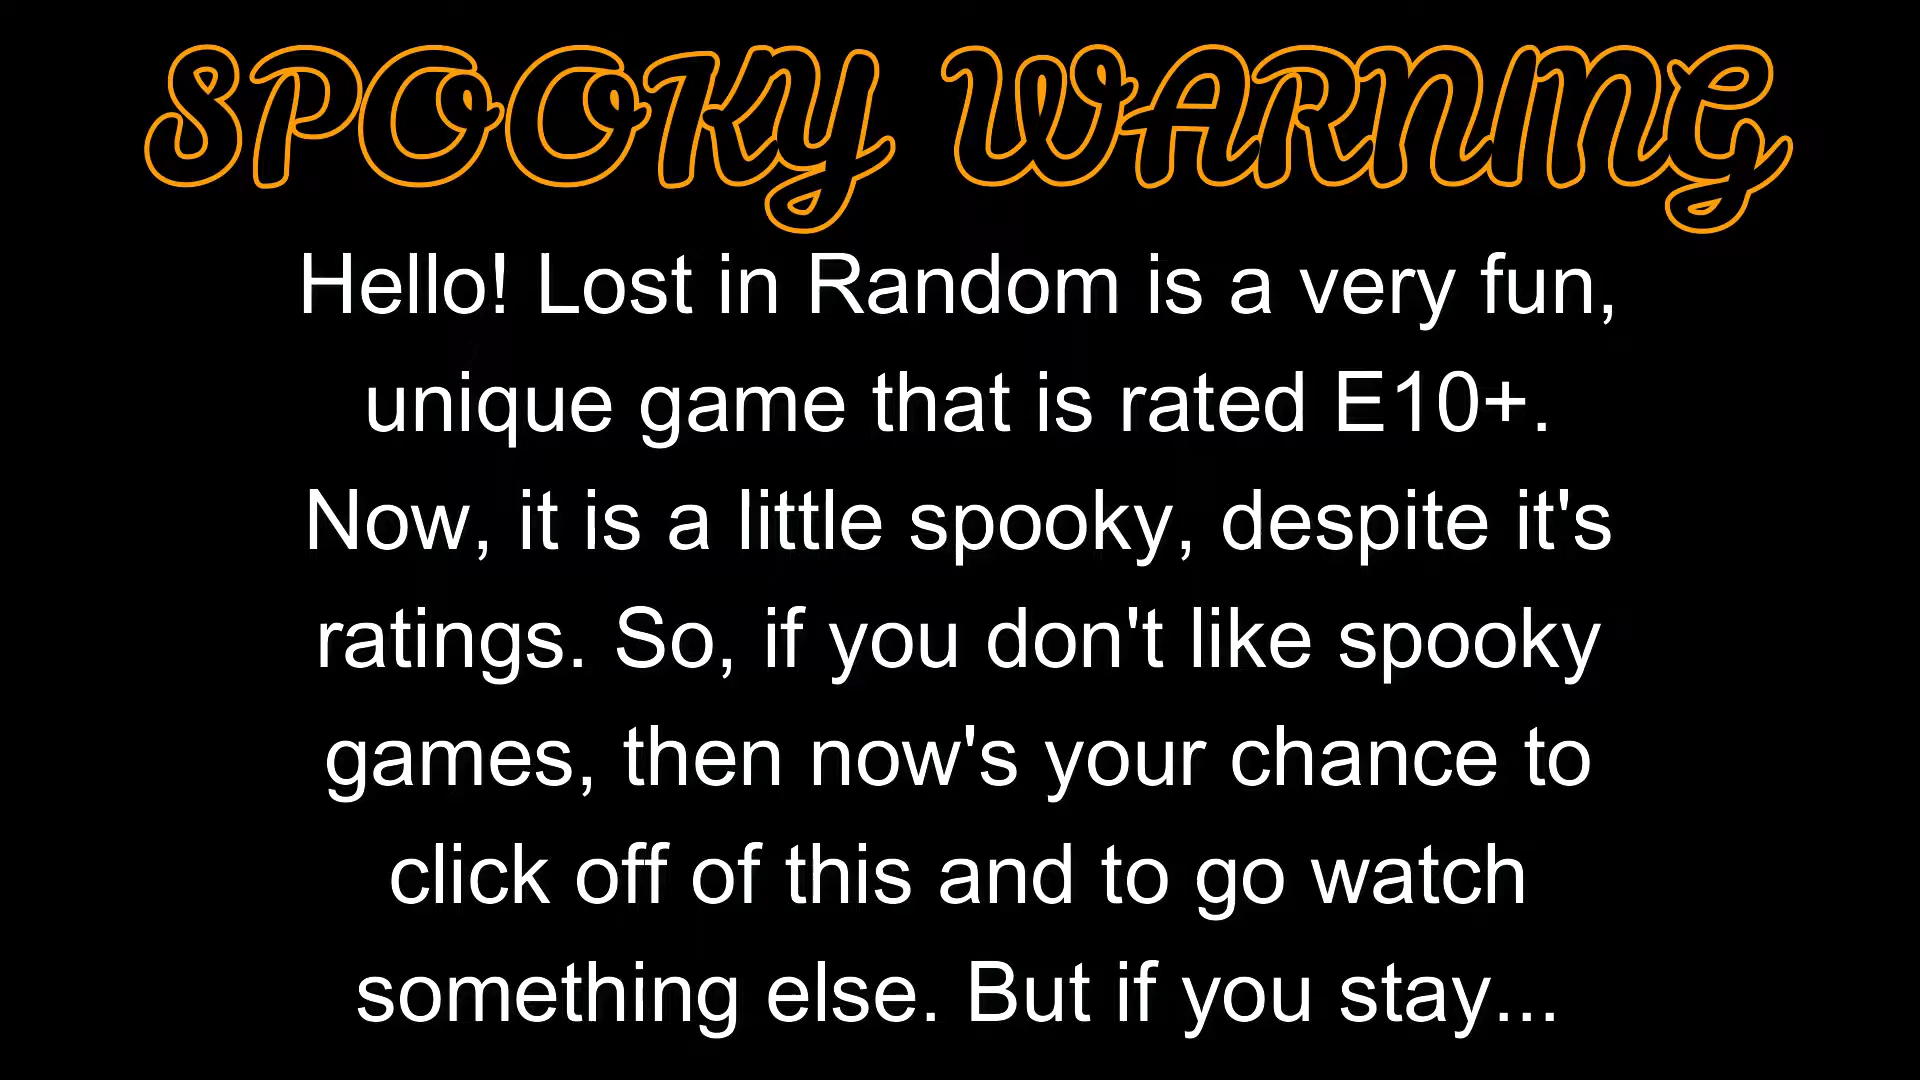 SPOOKY WARNING
Hello! Lost in Random is a very fun,
unique game that is rated E10+.
Now, it is a little spooky, despite it's
ratings. So, if you don't like spooky
games, then now's your chance to
click off of this and to go watch
something else. But if you stay...